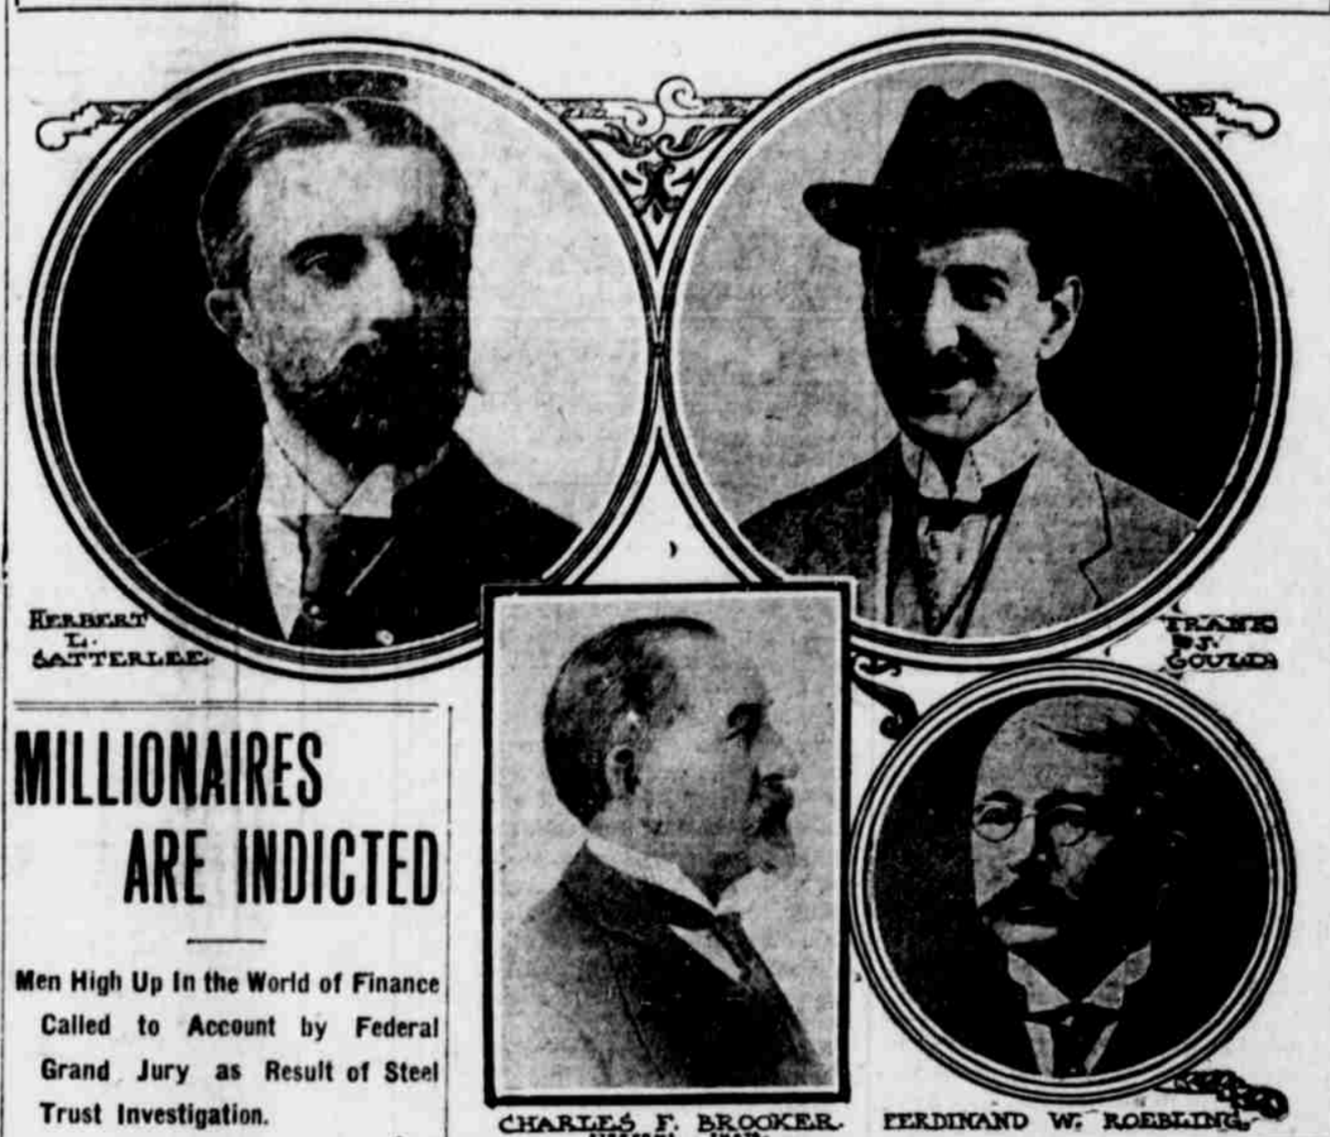 HERBERT
L.
SATTERLEE.
FRANK
J.
GOULD
MILLIONAIRES
ARE INDICTED
Men High Up In the World of Finance
Called to Account by Federal
Grand Jury as Result of Steel
Trust Investigation.
CHARLES F. BROOKER.
FERDINAND W. ROEBLING.